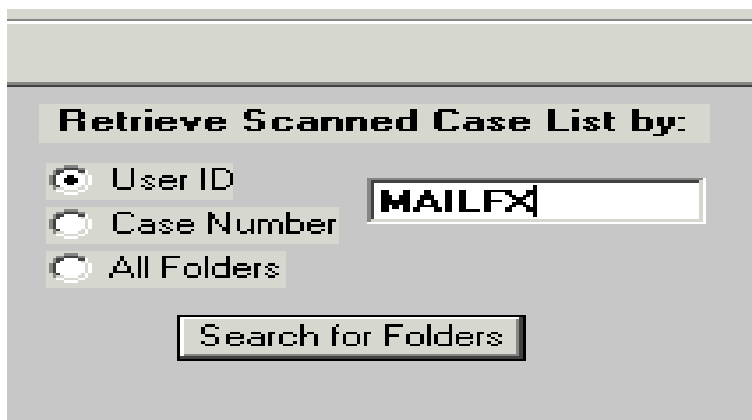 Retrieve Scanned Case List by:
User ID
MAILFX
Case Number
All Folders
Search for Folders